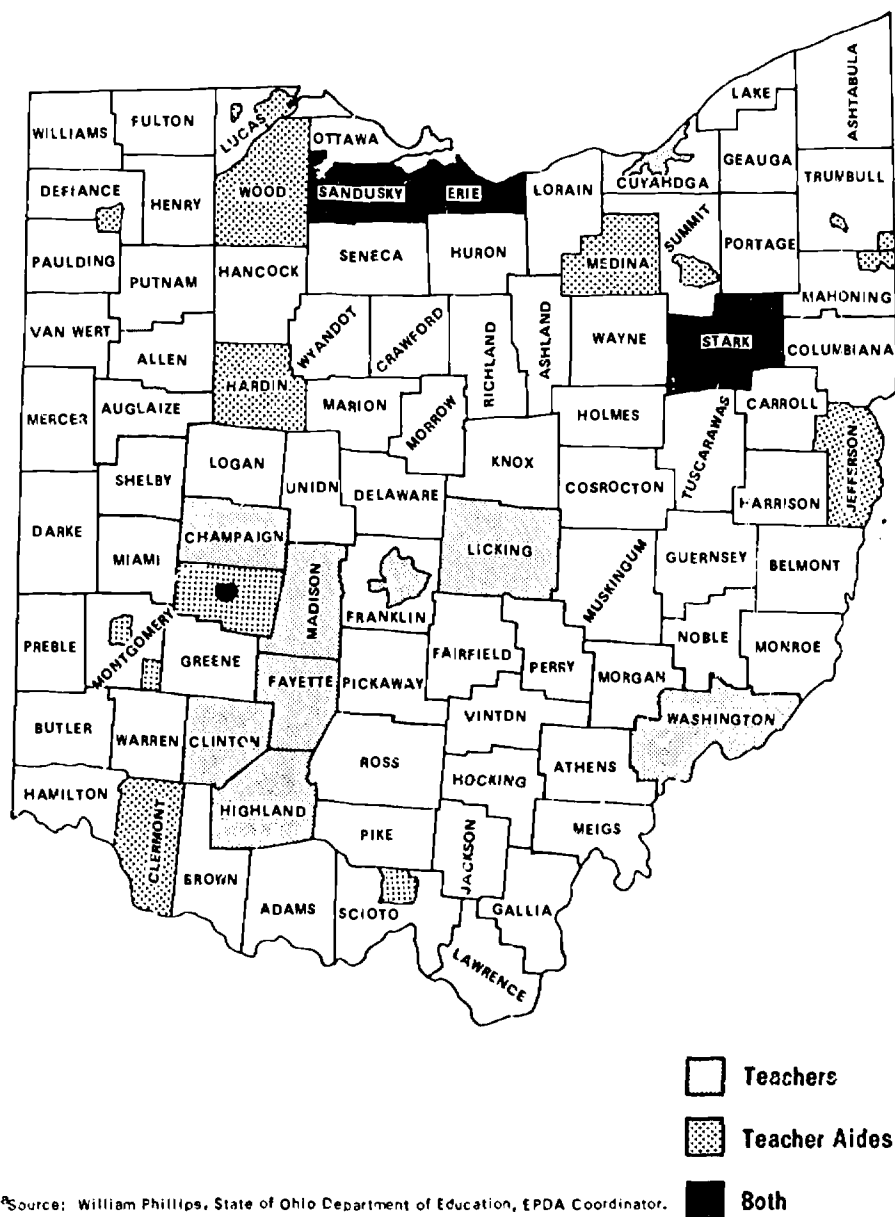 LAKE
ASHTABULA
WILLIAMS
FULTON
LUCAS
OTTAWA
GEAUGA
DEFIANCE
HENRY
WOOD
SANDUSKY
ERIE
LORAIN
CUYAHDGA
TRUMBULL
PAULDING
PUTNAM
HANCOCK
SENECA
HURON
MEDINA
SUMMIT
PORTAGE
MAHONING
VAN WERT
ALLEN
WYANDOT
CRAWFORD
RICHLAND
ASHLAND
WAYNE
STARK
COLUMBIANA
HARDIN
MERCER
AUGLAIZE
MARION
MORROW
HOLMES
TUSCARAWAS
CARROLL
JEFFERSON
LOGAN
KNOX
SHELBY
UNIDN
DELAWARE
COSROCTON
HARRISON
DARKE
CHAMPAIGN
LICKING
MIAMI
MADISON
FRANKLIN
MUSKINGUM
GUERNSEY
BELMONT
PREBLE
MONTGOMERY
GREENE
FAIRFIELD
PERRY
NOBLE
MONROE
FAYETTE
PICKAWAY
MORGAN
VINTDN
WASHINGTON
BUTLER
WARREN
CLINTON
ROSS
HOCKING
ATHENS
HAMILTON
CLERMONT
HIGHLAND
PIKE
JACKSON
MEIGS
BROWN
ADAMS
SCIOTO
GALLIA
LAWRENCE
Teachers
Teacher Aides
Both
aSource: William Phillips, State of Ohio Department of Education, EPDA Coordinator.